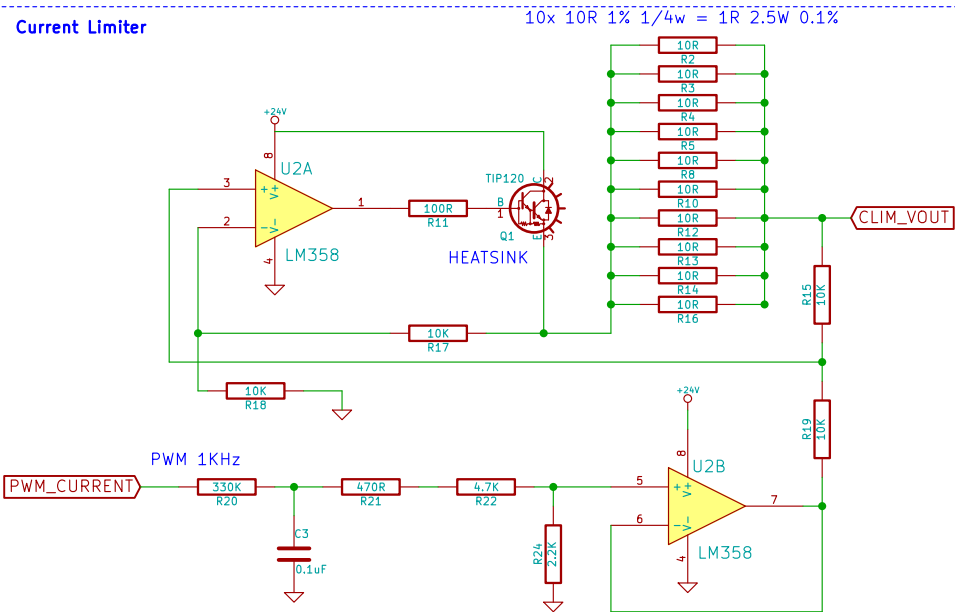 10x 10R 1% 1/4w = 1R 2.5W 0.1%
Current Limiter
10R
R2
10R
R3
10R
R4
10R
R5
10R
R8
10R
R10
10R
R12
10R
R13
10R
R14
10R
R16
+24V
8
U2A
3
+
V+
2
-
V-
1
4
LM358
100R
R11
TIP120
B
1
C
2
E
3
Q1
HEATSINK
CLIM_VOUT
R15
10K
10K
R17
10K
R18
R19
10K
PWM 1KHz
PWM_CURRENT
330K
R20
470R
R21
4.7K
R22
C3
0.1uF
R24
2.2K
+24V
8
U2B
5
+
V+
6
-
V-
7
4
LM358